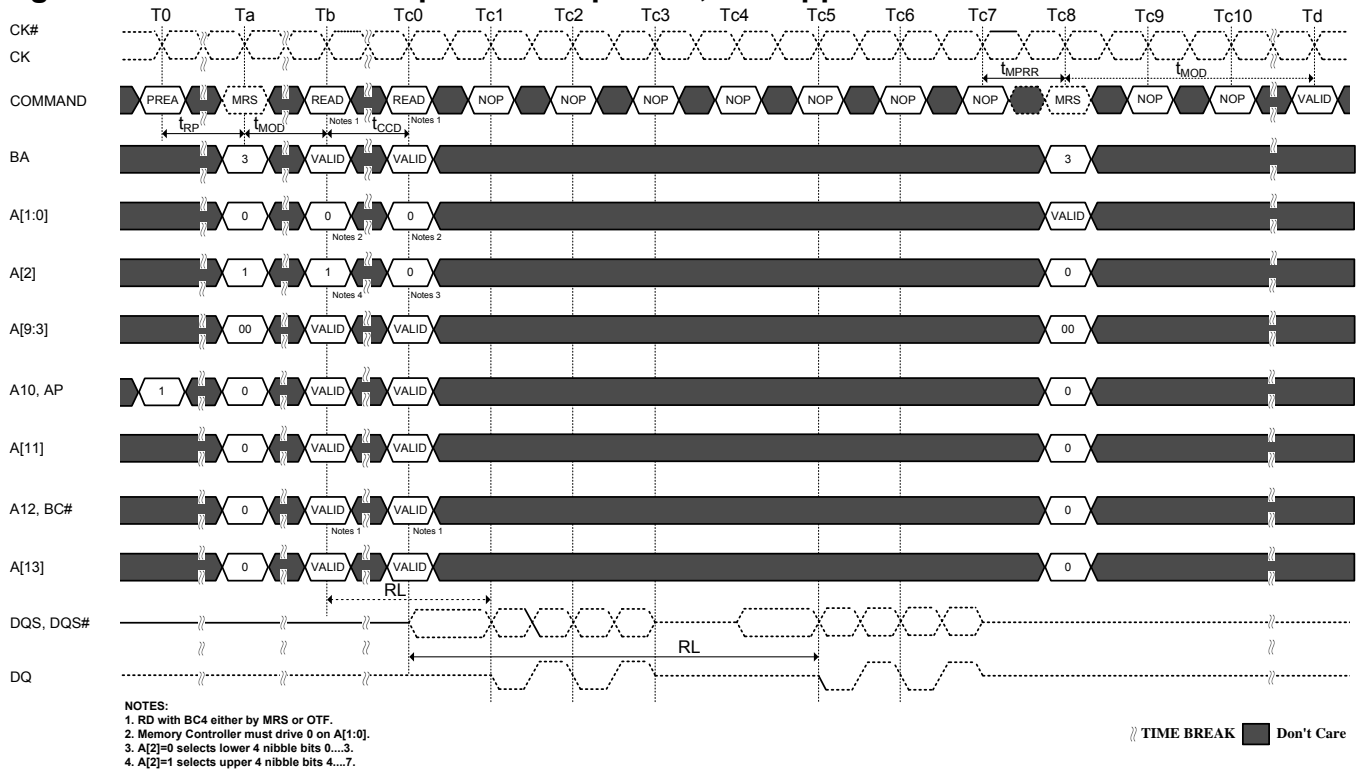 T0 Ta Tb Tc0 Tc1 Tc2 Tc3 Tc4 Tc5 Tc6 Tc7 Tc8 Tc9 Tc10 Td
CK#
CK
tMPRR tMOD
COMMAND PREA MRS READ READ NOP NOP NOP NOP NOP NOP NOP MRS NOP NOP VALID
Notes 1 Notes 1
tRP tMOD tCCD
BA 3 VALID VALID 3
A[1:0] 0 0 0 VALID
Notes 2 Notes 2
A[2] 1 1 0 0
Notes 4 Notes 3
A[9:3] 00 VALID VALID 00
A10, AP 1 0 VALID VALID 0
A[11] 0 VALID VALID 0
A12, BC# 0 VALID VALID 0
Notes 1 Notes 1
A[13] 0 VALID VALID 0
RL
DQS, DQS#
RL
DQ
NOTES:
1. RD with BC4 either by MRS or OTF.
2. Memory Controller must drive 0 on A[1:0].
3. A[2]=0 selects lower 4 nibble bits 0....3.
4. A[2]=1 selects upper 4 nibble bits 4....7.
TIME BREAK Don't Care